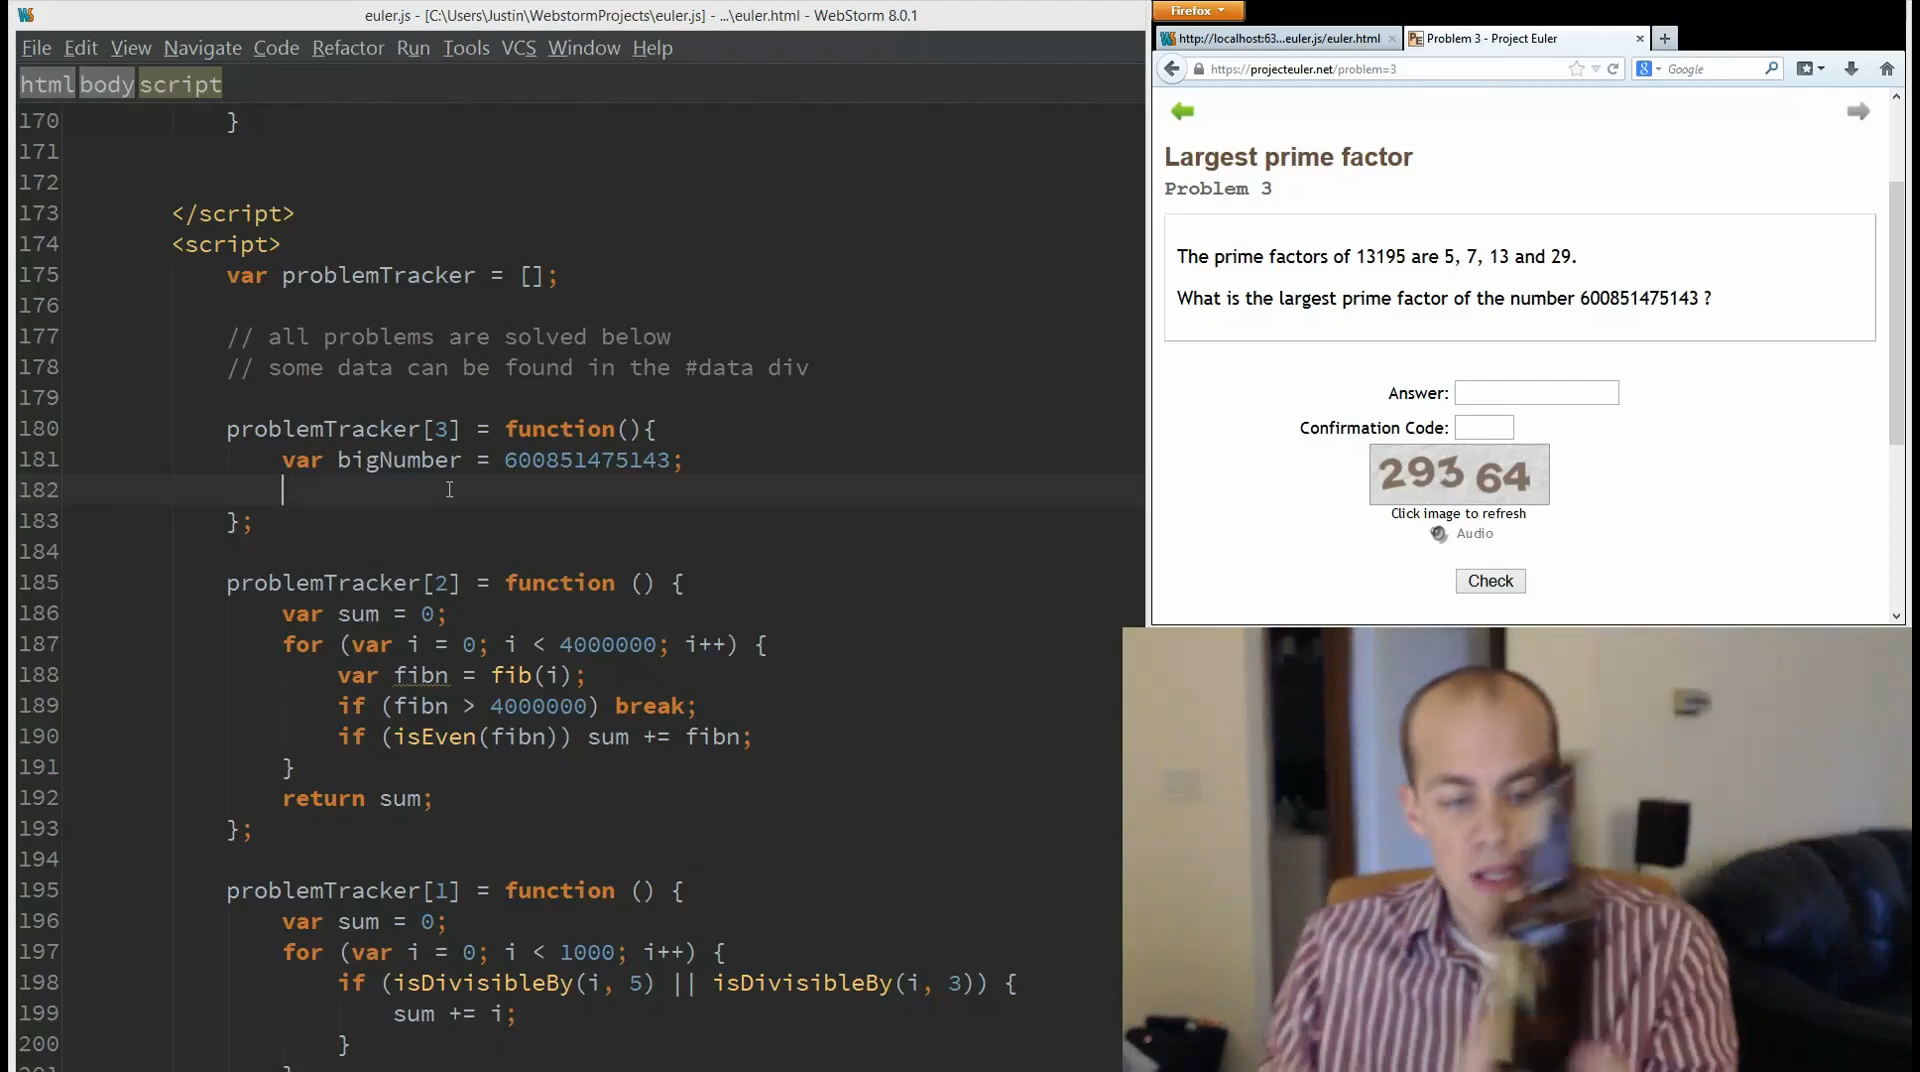 euler.js - [C:\Users\Justin\WebstormProjects\euler.js] - ...\euler.html - WebStorm 8.0.1
File Edit View Navigate Code Refactor Run Tools VCS Window Help
html body script
170 }
171
172
173 </script>
174 <script>
175 var problemTracker = [];
176
177 // all problems are solved below
178 // some data can be found in the #data div
179
180 problemTracker[3] = function(){
181 var bigNumber = 600851475143;
182
183 };
184
185 problemTracker[2] = function () {
186 var sum = 0;
187 for (var i = 0; i < 4000000; i++) {
188 var fibn = fib(i);
189 if (fibn > 4000000) break;
190 if (isEven(fibn)) sum += fibn;
191 }
192 return sum;
193 };
194
195 problemTracker[1] = function () {
196 var sum = 0;
197 for (var i = 0; i < 1000; i++) {
198 if (isDivisibleBy(i, 5) || isDivisibleBy(i, 3)) {
199 sum += i;
200 }
Firefox
http://localhost:63...euler.js/euler.html
Problem 3 - Project Euler
https://projecteuler.net/problem=3
Google
Largest prime factor
Problem 3
The prime factors of 13195 are 5, 7, 13 and 29.
What is the largest prime factor of the number 600851475143 ?
Answer:
Confirmation Code:
293 64
Click image to refresh
Audio
Check